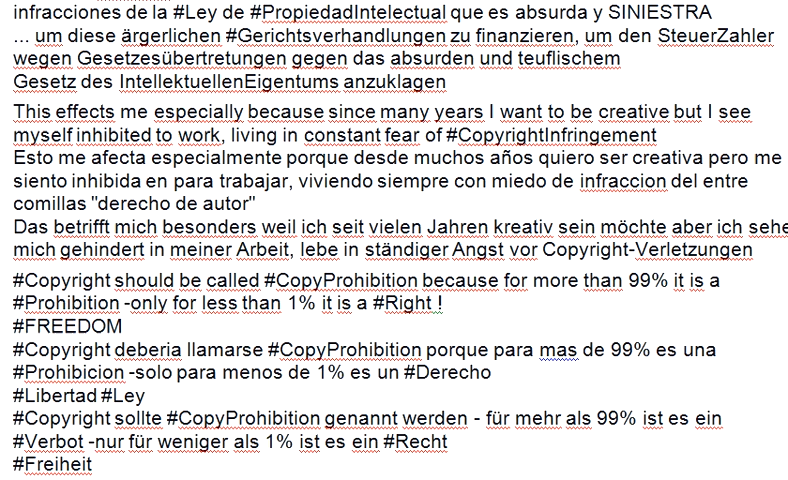 infracciones de la #Ley de #PropiedadIntelectual que es absurda y SINIESTRA
... um diese ärgerlichen #Gerichtsverhandlungen zu finanzieren, um den SteuerZahler
wegen Gesetzesübertretungen gegen das absurden und teuflischem
Gesetz des IntellektuellenEigentums anzuklagen
This effects me especially because since many years I want to be creative but I see
myself inhibited to work, living in constant fear of #CopyrightInfringement
Esto me afecta especialmente porque desde muchos años quiero ser creativa pero me
siento inhibida en para trabajar, viviendo siempre con miedo de infraccion del entre
comillas "derecho de autor"
Das betrifft mich besonders weil ich seit vielen Jahren kreativ sein möchte aber ich sehe
mich gehindert in meiner Arbeit, lebe in ständiger Angst vor Copyright-Verletzungen
#Copyright should be called #CopyProhibition because for more than 99% it is a
#Prohibition -only for less than 1% it is a #Right !
#FREEDOM
#Copyright deberia llamarse #CopyProhibition porque para mas de 99% es una
#Prohibicion -solo para menos de 1% es un #Derecho
#Libertad #Ley
#Copyright sollte #CopyProhibition genannt werden - für mehr als 99% ist es ein
#Verbot -nur für weniger als 1% ist es ein #Recht
#Freiheit